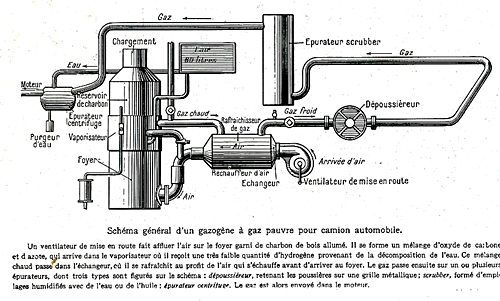 Gaz
Chargement
Eau
L'air
80 litres
Epurateur scrubber
Gaz
Moteur
Réservoir
de charbon
Epurateur
centrifuge
Gaz chaud
Rafraîchisseur
de gaz
Gaz froid
Dépoussiéreur
Purgeur
d'eau
Vaporisateur
Foyer
Air
Réchauffeur d'air
Echangeur
Arrivée d'air
Ventilateur de mise en route
Air
Schéma général d'un gazogène à gaz pauvre pour camion automobile.
Un ventilateur de mise en route fait affluer l'air sur le foyer garni de charbon de bois allumé. Il se forme un mélange d'oxyde de carbone
et d'azote, qui arrive dans le vaporisateur où il reçoit une très faible quantité d'hydrogène provenant de la décomposition de l'eau. Ce mélange
chaud passe dans l'échangeur, où il se rafraîchit au profit de l'air qui s'échauffe avant d'arriver au foyer. Le gaz passe ensuite sur un ou plusieurs
épurateurs, dont trois types sont figurés sur le schéma : dépoussiéreur, retenant les poussières sur une grille métallique; scrubber, formé d'empi-
lages humidifiés avec de l'eau ou de l'huile; épurateur centrifuge. Le gaz est alors envoyé dans le moteur.